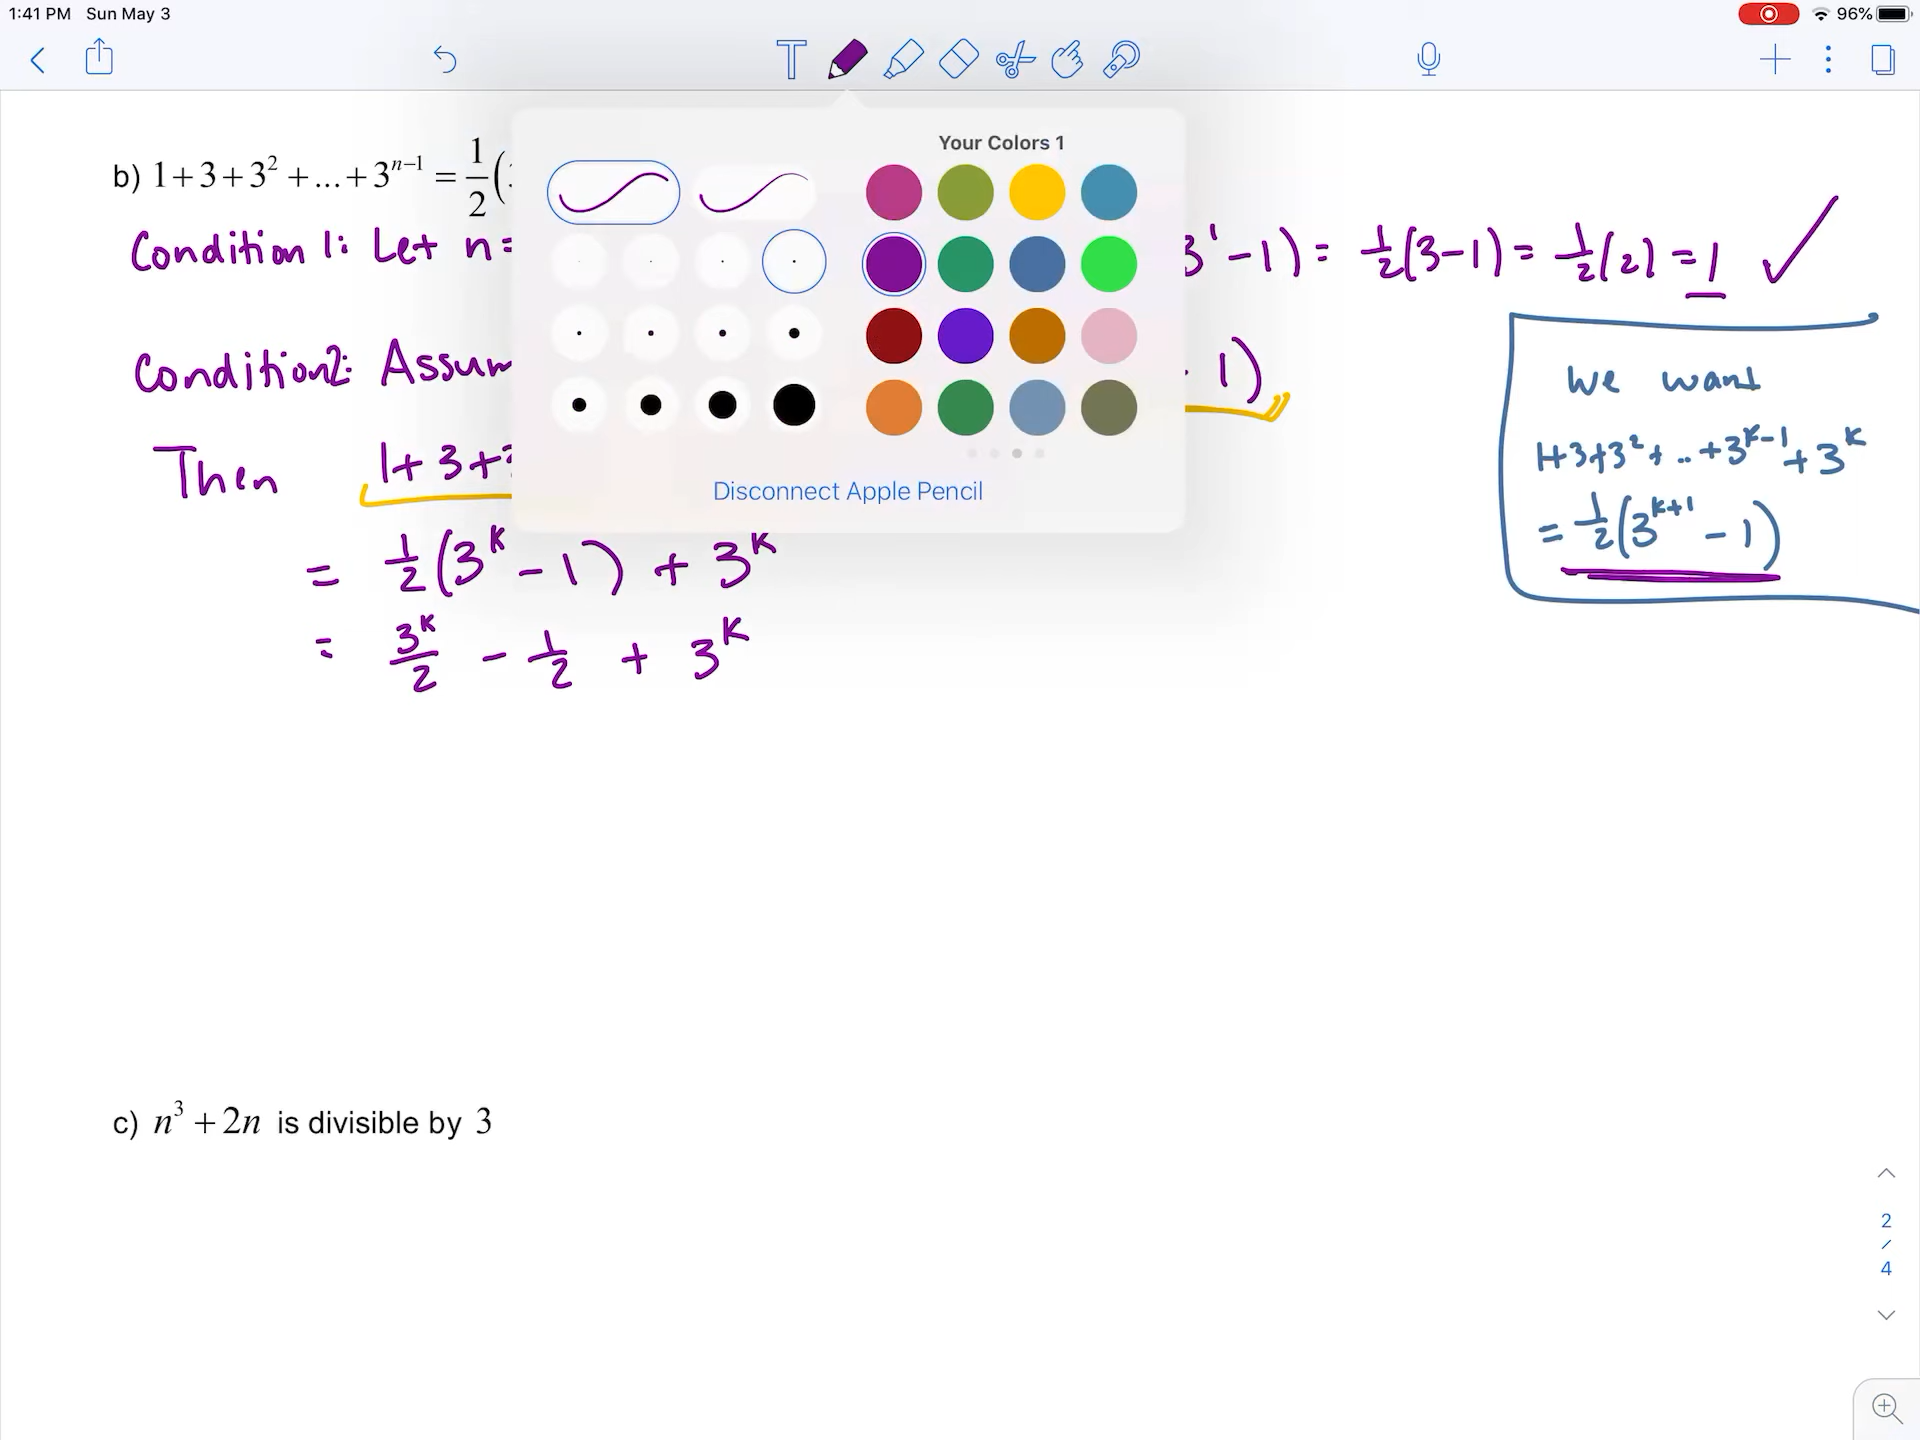 1:41 PM Sun May 3 96%
Your Colors 1
b) 1+3+3² +...+3ⁿ⁻¹ = 1/2(
Condition 1: Let n= 3¹-1) = 1/2(3-1) = 1/2(2) = 1 ✓
Condition2: Assum - 1)
Then 1+3+
= 1/2(3ᵏ - 1) + 3ᵏ
= 3ᵏ/2 - 1/2 + 3ᵏ
We want
1+3+3²+..+3ᵏ⁻¹+3ᵏ
= 1/2(3ᵏ⁺¹ - 1)
Disconnect Apple Pencil
c) n³ +2n is divisible by 3
2
/
4